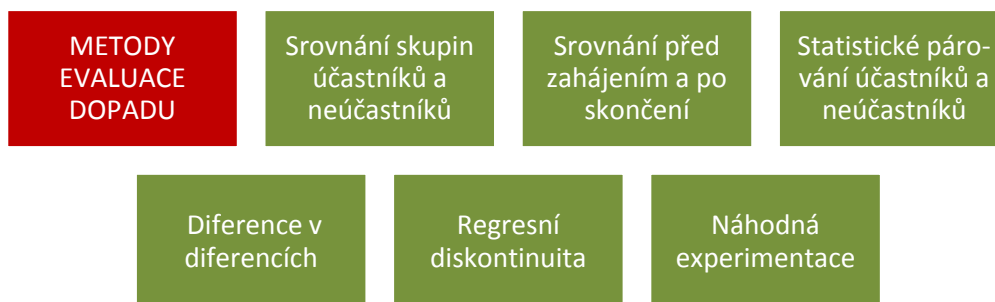 METODY
EVALUACE
DOPADU
Srovnání skupin
účastníků a
neúčastníků
Srovnání před
zahájením a po
skončení
Statistické páro-
vání účastníků a
neúčastníků
Diference v
diferencích
Regresní
diskontinuita
Náhodná
experimentace